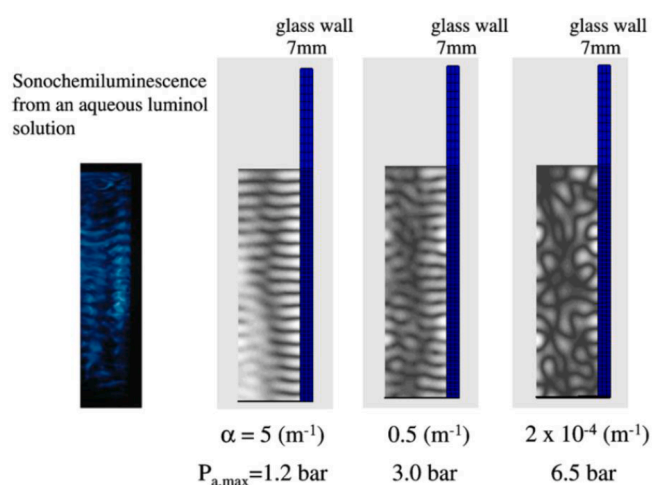 glass wall
7mm
glass wall
7mm
glass wall
7mm
Sonochemiluminescence
from an aqueous luminol
solution
α = 5 (m⁻¹)
0.5 (m⁻¹)
2 x 10⁻⁴ (m⁻¹)
Pₐ,ₘₐₓ=1.2 bar
3.0 bar
6.5 bar